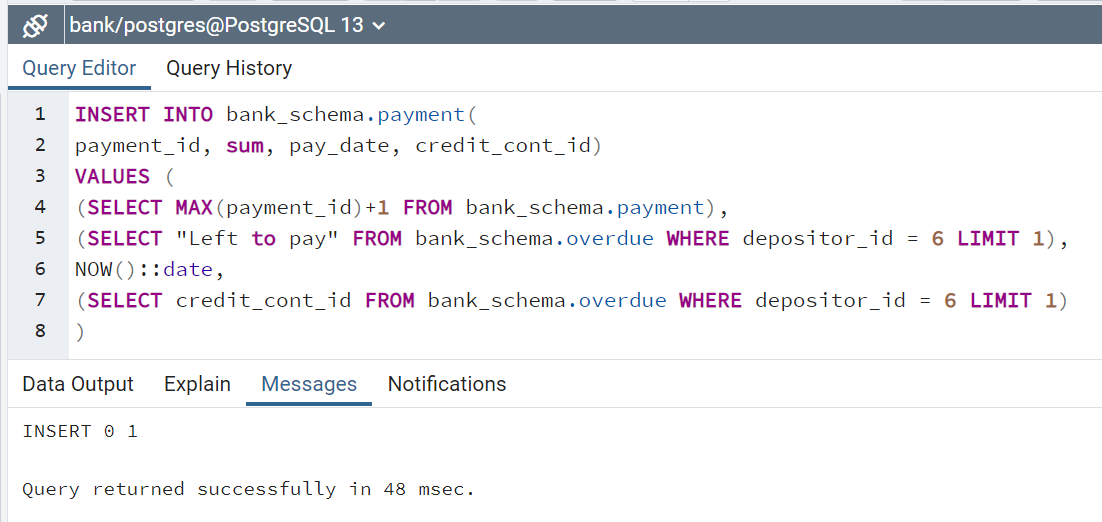 bank/postgres@PostgreSQL 13
Query Editor Query History
1 INSERT INTO bank_schema.payment(
2 payment_id, sum, pay_date, credit_cont_id)
3 VALUES (
4 (SELECT MAX(payment_id)+1 FROM bank_schema.payment),
5 (SELECT "Left to pay" FROM bank_schema.overdue WHERE depositor_id = 6 LIMIT 1),
6 NOW()::date,
7 (SELECT credit_cont_id FROM bank_schema.overdue WHERE depositor_id = 6 LIMIT 1)
8 )
Data Output Explain Messages Notifications
INSERT 0 1
Query returned successfully in 48 msec.